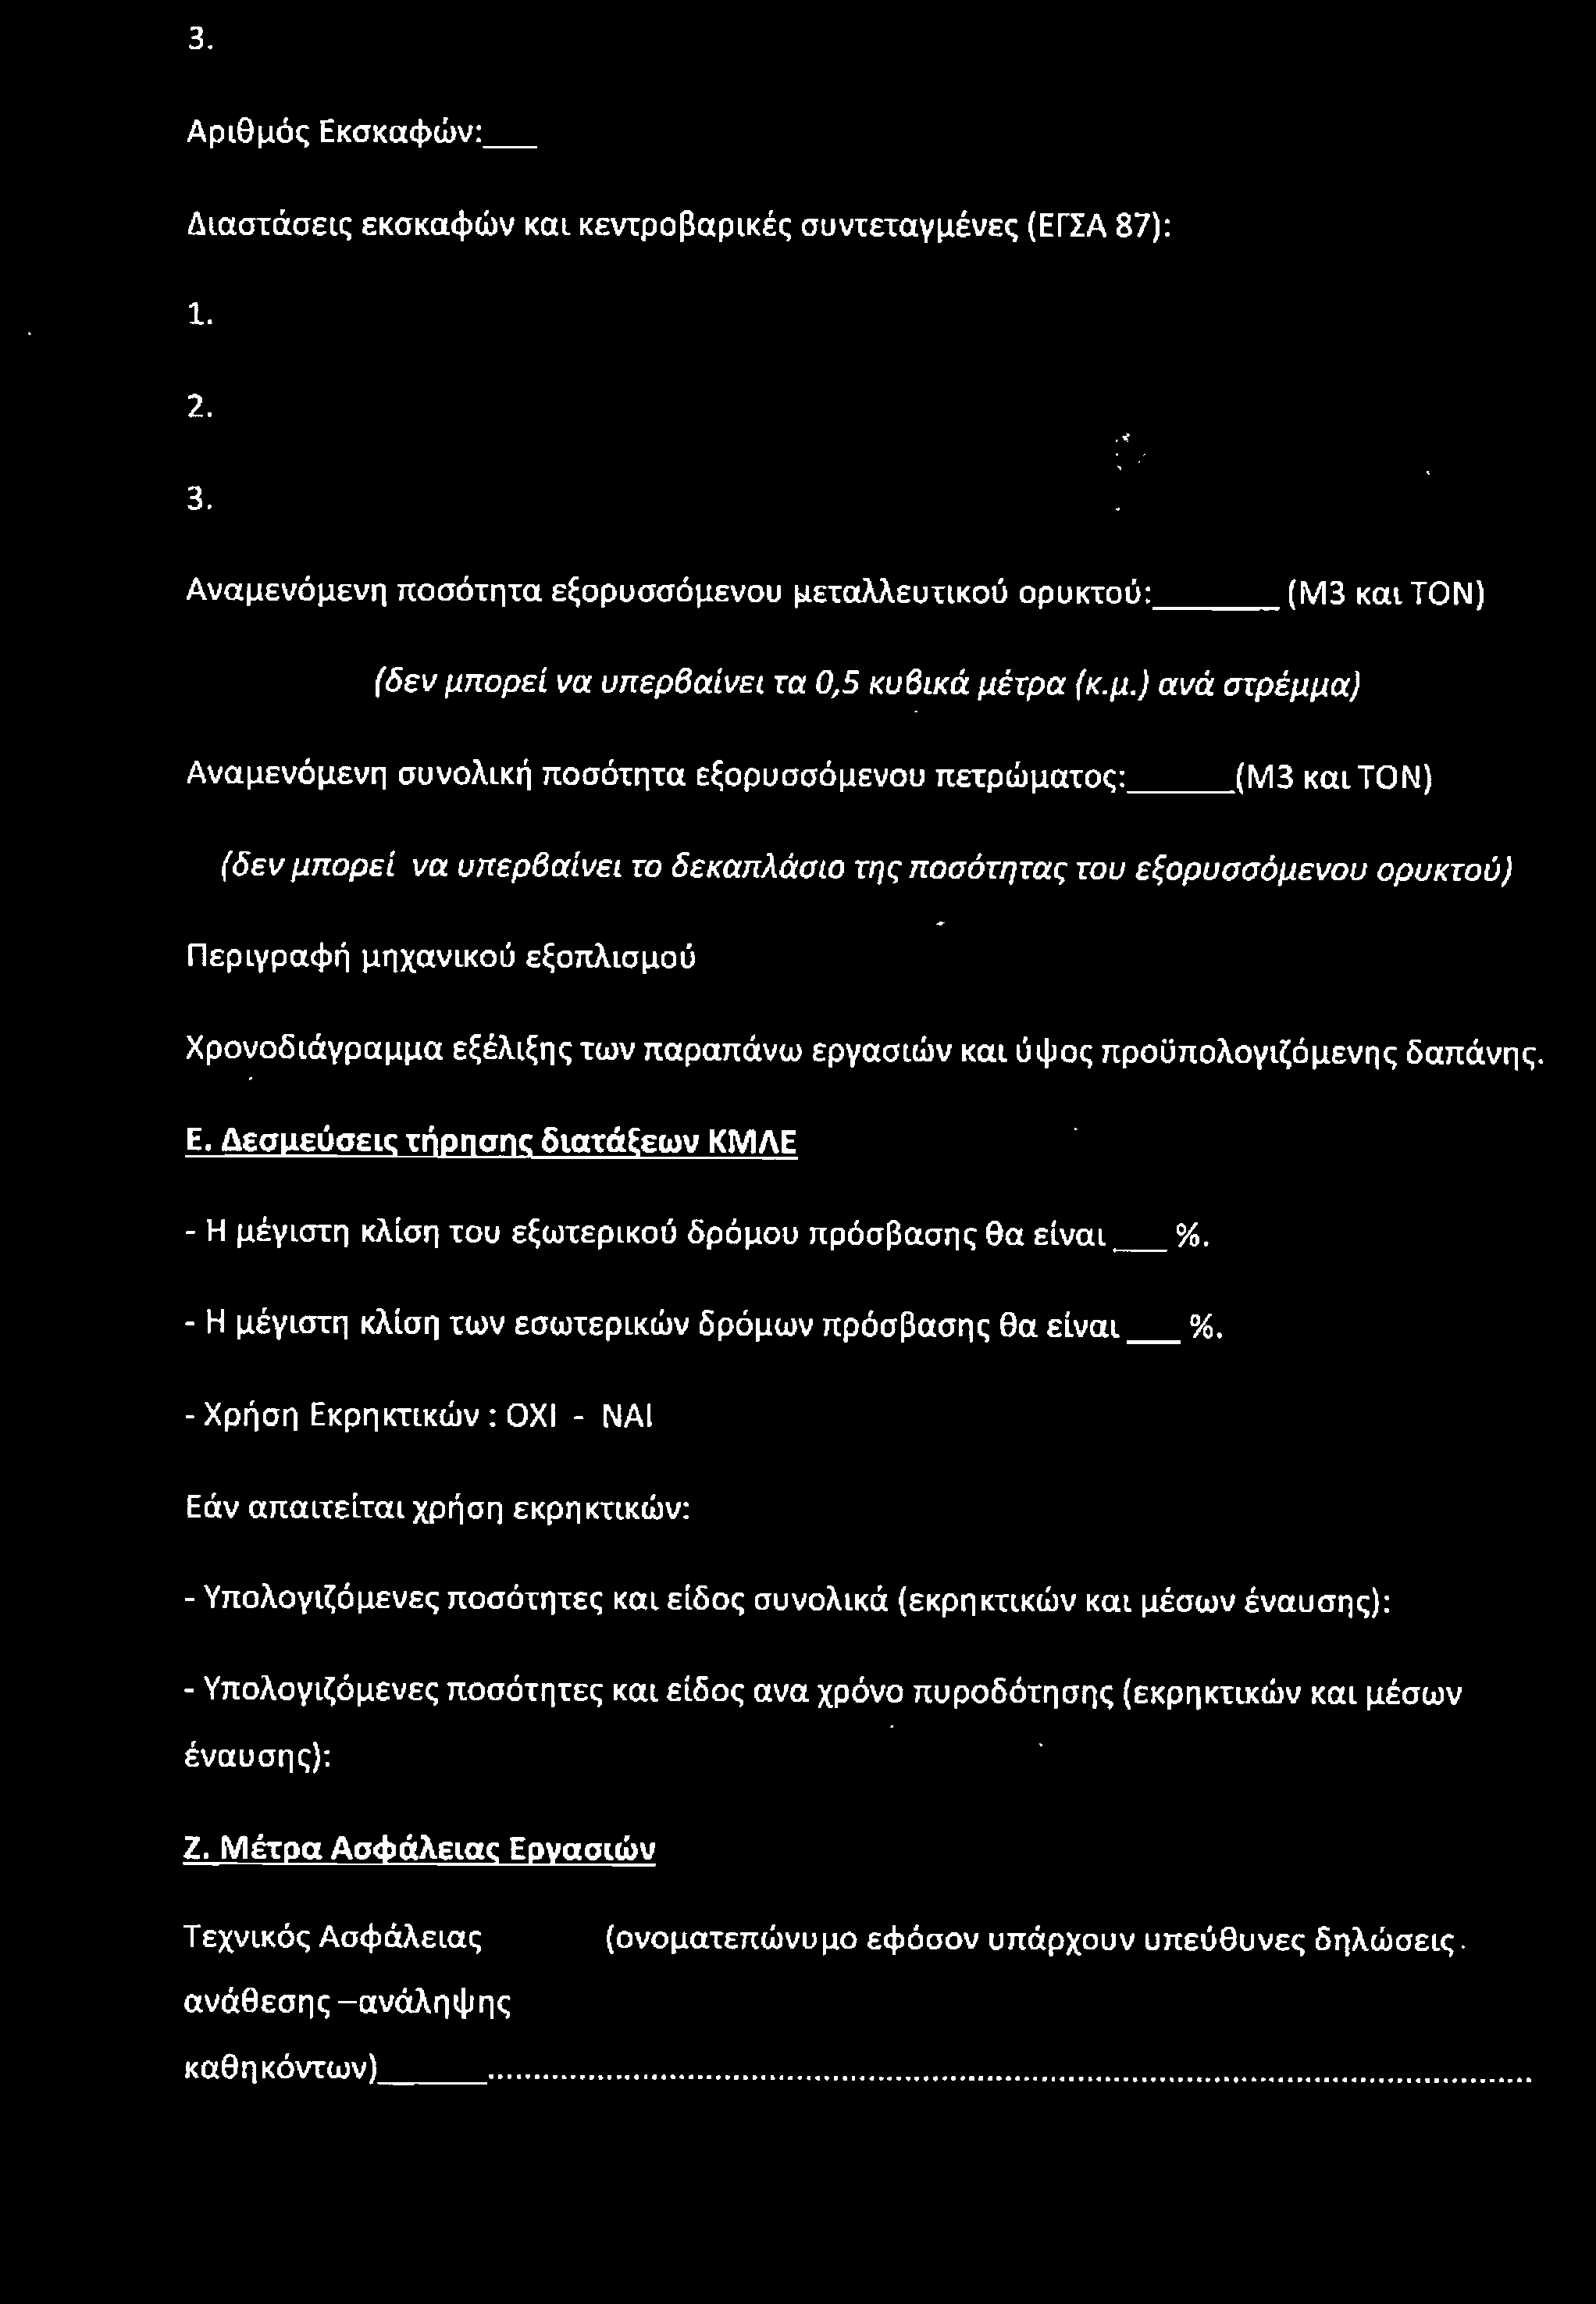 3.
Αριθμός Εκσκαφών:___
Διαστάσεις εκσκαφών και κεντροβαρικές συντεταγμένες (ΕΓΣΑ 87):
1.
2.
3.
Αναμενόμενη ποσότητα εξορυσσόμενου μεταλλευτικού ορυκτού:_______ (Μ3 και ΤΟΝ)
(δεν μπορεί να υπερβαίνει τα 0,5 κυβικά μέτρα (κ.μ.) ανά στρέμμα)
Αναμενόμενη συνολική ποσότητα εξορυσσόμενου πετρώματος:______(Μ3 και ΤΟΝ)
(δεν μπορεί να υπερβαίνει το δεκαπλάσιο της ποσότητας του εξορυσσόμενου ορυκτού)
Περιγραφή μηχανικού εξοπλισμού
Χρονοδιάγραμμα εξέλιξης των παραπάνω εργασιών και ύψος προϋπολογιζόμενης δαπάνης.
Ε. Δεσμεύσεις τήρησης διατάξεων ΚΜΛΕ
- Η μέγιστη κλίση του εξωτερικού δρόμου πρόσβασης θα είναι ___ %.
- Η μέγιστη κλίση των εσωτερικών δρόμων πρόσβασης θα είναι ___ %.
- Χρήση Εκρηκτικών : ΟΧΙ - ΝΑΙ
Εάν απαιτείται χρήση εκρηκτικών:
- Υπολογιζόμενες ποσότητες και είδος συνολικά (εκρηκτικών και μέσων έναυσης):
- Υπολογιζόμενες ποσότητες και είδος ανα χρόνο πυροδότησης (εκρηκτικών και μέσων
έναυσης):
Ζ. Μέτρα Ασφάλειας Εργασιών
Τεχνικός Ασφάλειας (ονοματεπώνυμο εφόσον υπάρχουν υπεύθυνες δηλώσεις
ανάθεσης –ανάληψης
καθηκόντων)______..........................................................................................